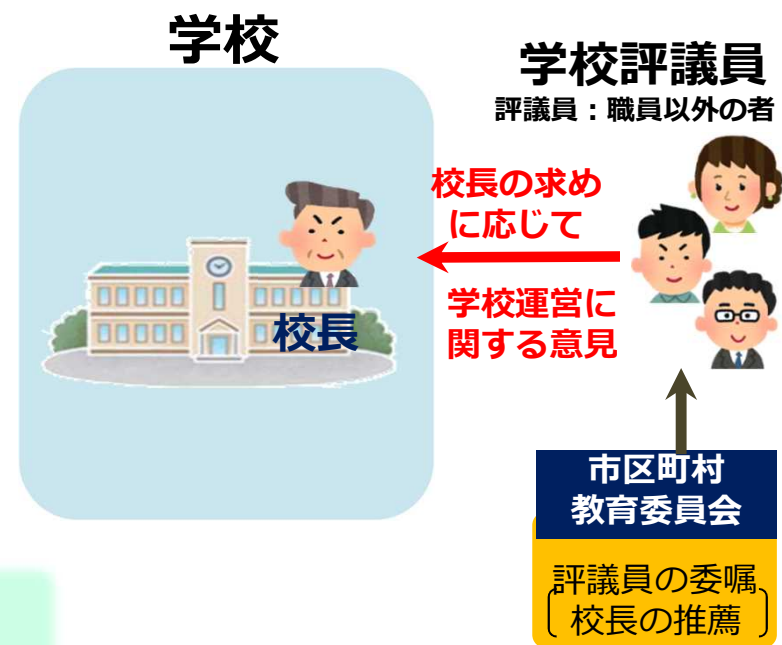 学校
学校評議員
評議員：職員以外の者
校長の求め
に応じて
学校運営に
関する意見
校長
市区町村
教育委員会
評議員の委嘱
〔校長の推薦〕